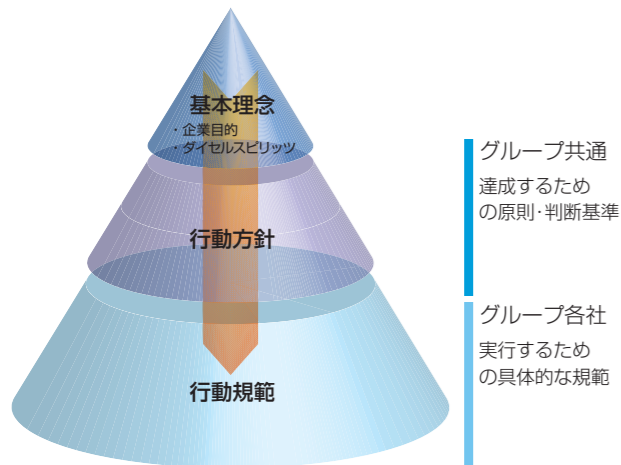 基本理念
・企業目的
・ダイセルスピリッツ
行動方針
行動規範
グループ共通
達成するため
の原則・判断基準
グループ各社
実行するため
の具体的な規範